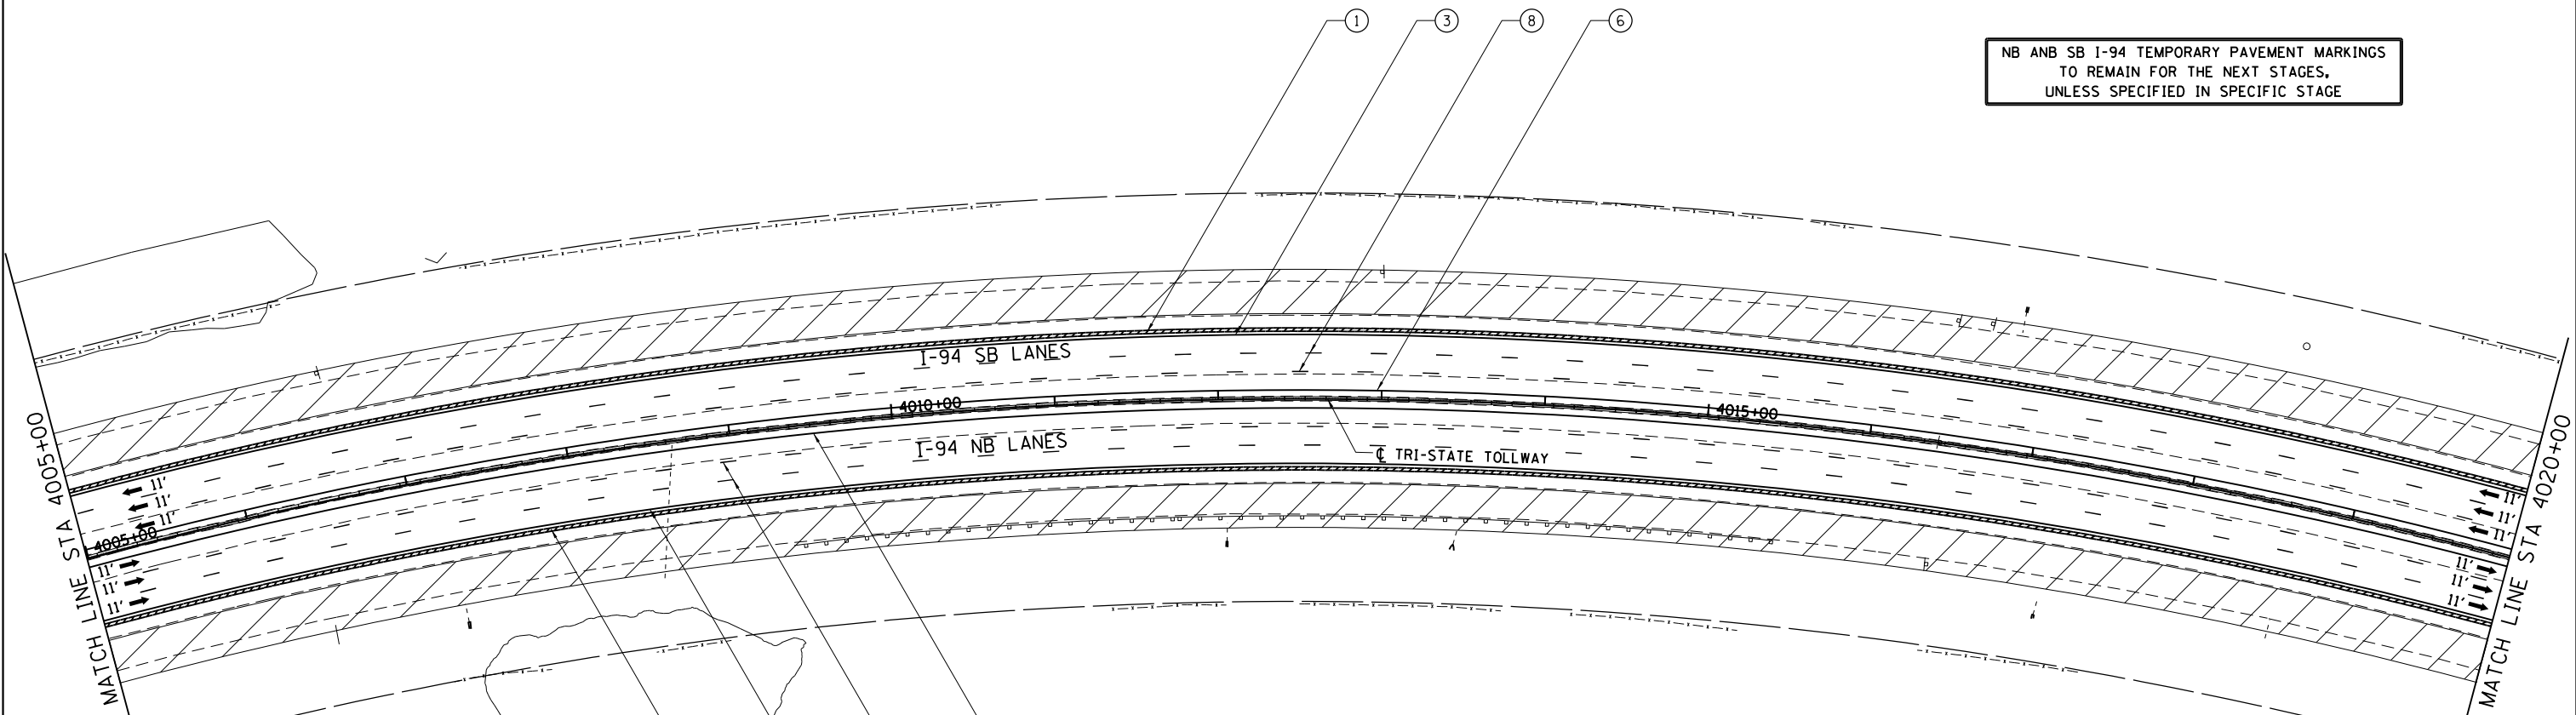 1
3
8
6
NB ANB SB I-94 TEMPORARY PAVEMENT MARKINGS
TO REMAIN FOR THE NEXT STAGES,
UNLESS SPECIFIED IN SPECIFIC STAGE
I-94 SB LANES
4010+00
4015+00
I-94 NB LANES
℄ TRI-STATE TOLLWAY
MATCH LINE STA 4005+00
4005+00
11'
11'
11'
11'
11'
11'
11'
11'
11'
11'
11'
11'
MATCH LINE STA 4020+00